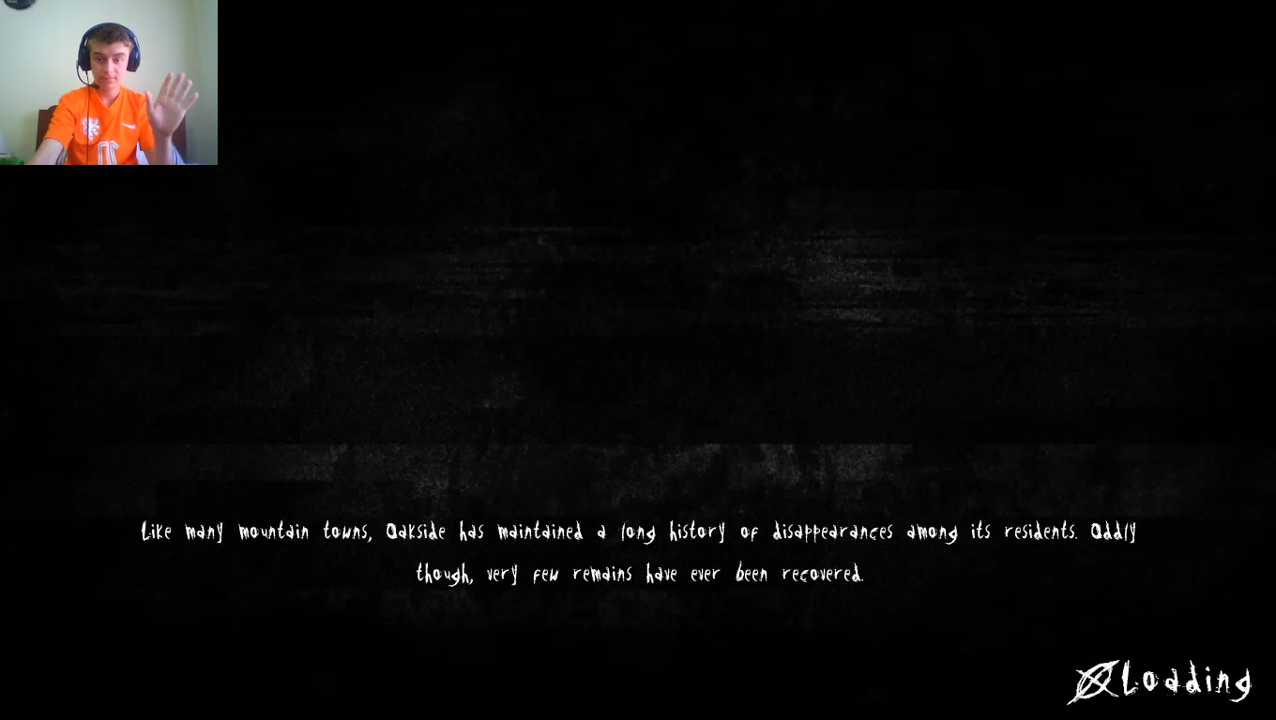 Like many mountain towns, Oakside has maintained a long history of disappearances among its residents. Oddly
though, very few remains have ever been recovered.
Loading